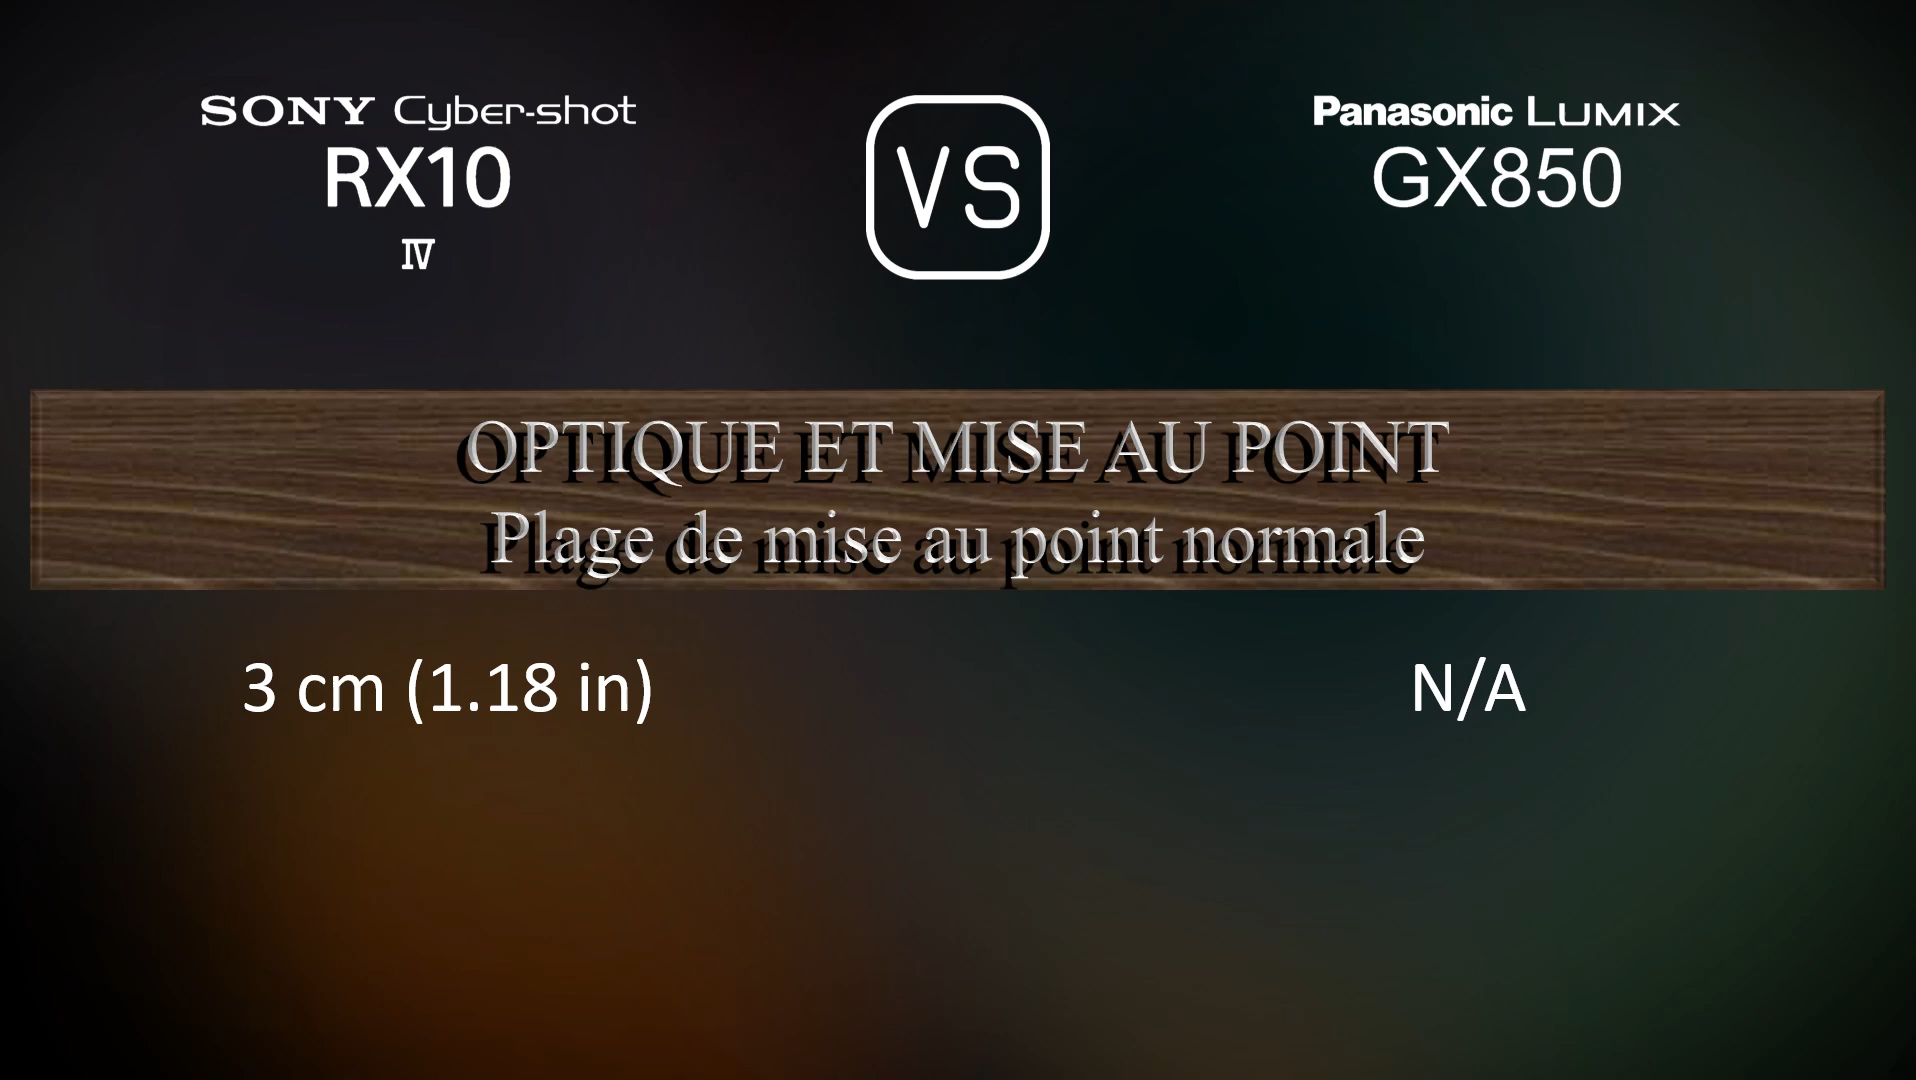 SONY Cyber-shot
RX10
IV
VS
Panasonic LUMIX
GX850
OPTIQUE ET MISE AU POINT
Plage de mise au point normale
3 cm (1.18 in)
N/A